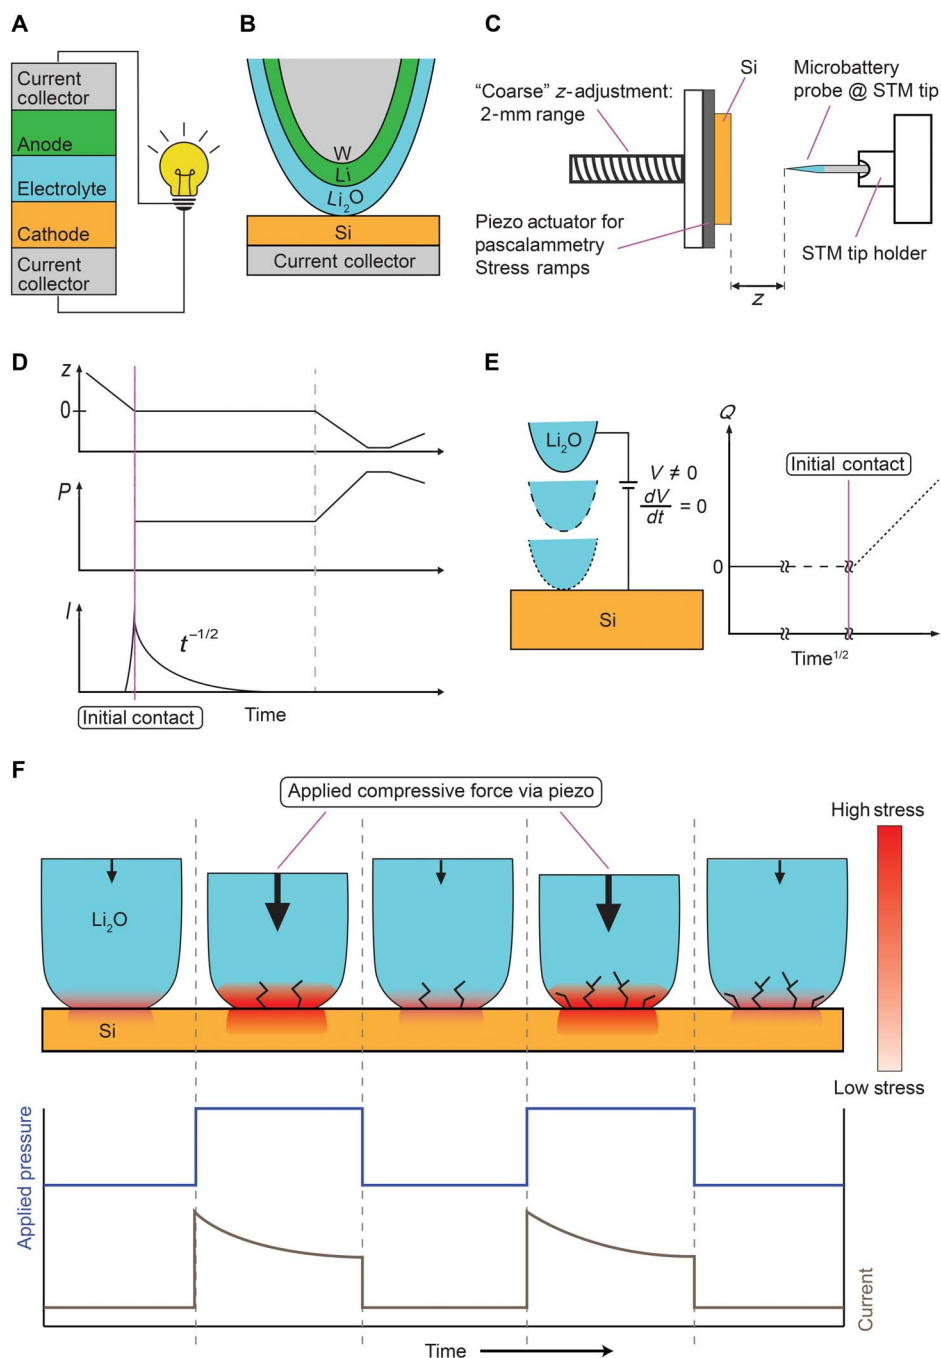 A
Current
collector
Anode
Electrolyte
Cathode
Current
collector
B
W
Li
Li₂O
Si
Current collector
C
Si
Microbattery
probe @ STM tip
“Coarse” z-adjustment:
2-mm range
Piezo actuator for
pascalammetry
Stress ramps
STM tip holder
z
D
z
0
P
I
t⁻¹/²
Initial contact
Time
E
Li₂O
V ≠ 0
dV
dt
= 0
Si
Q
Initial contact
0
Time¹/²
F
Applied compressive force via piezo
High stress
Li₂O
Si
Low stress
Applied pressure
Current
Time